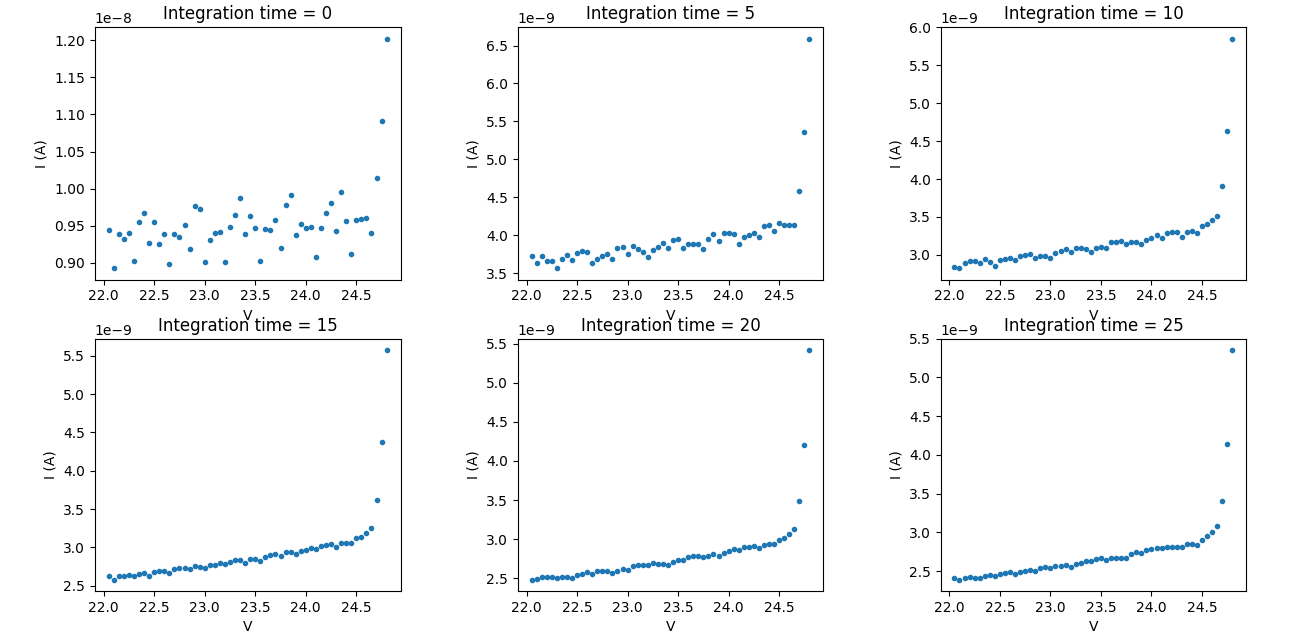 Integration time = 0
1e−8
I (A)
1.20
1.15
1.10
1.05
1.00
0.95
0.90
22.0 22.5 23.0 23.5 24.0 24.5
V
Integration time = 5
1e−9
I (A)
6.5
6.0
5.5
5.0
4.5
4.0
3.5
22.0 22.5 23.0 23.5 24.0 24.5
V
Integration time = 10
1e−9
I (A)
6.0
5.5
5.0
4.5
4.0
3.5
3.0
22.0 22.5 23.0 23.5 24.0 24.5
V
Integration time = 15
1e−9
I (A)
5.5
5.0
4.5
4.0
3.5
3.0
2.5
22.0 22.5 23.0 23.5 24.0 24.5
V
Integration time = 20
1e−9
I (A)
5.5
5.0
4.5
4.0
3.5
3.0
2.5
22.0 22.5 23.0 23.5 24.0 24.5
V
Integration time = 25
1e−9
I (A)
5.5
5.0
4.5
4.0
3.5
3.0
2.5
22.0 22.5 23.0 23.5 24.0 24.5
V